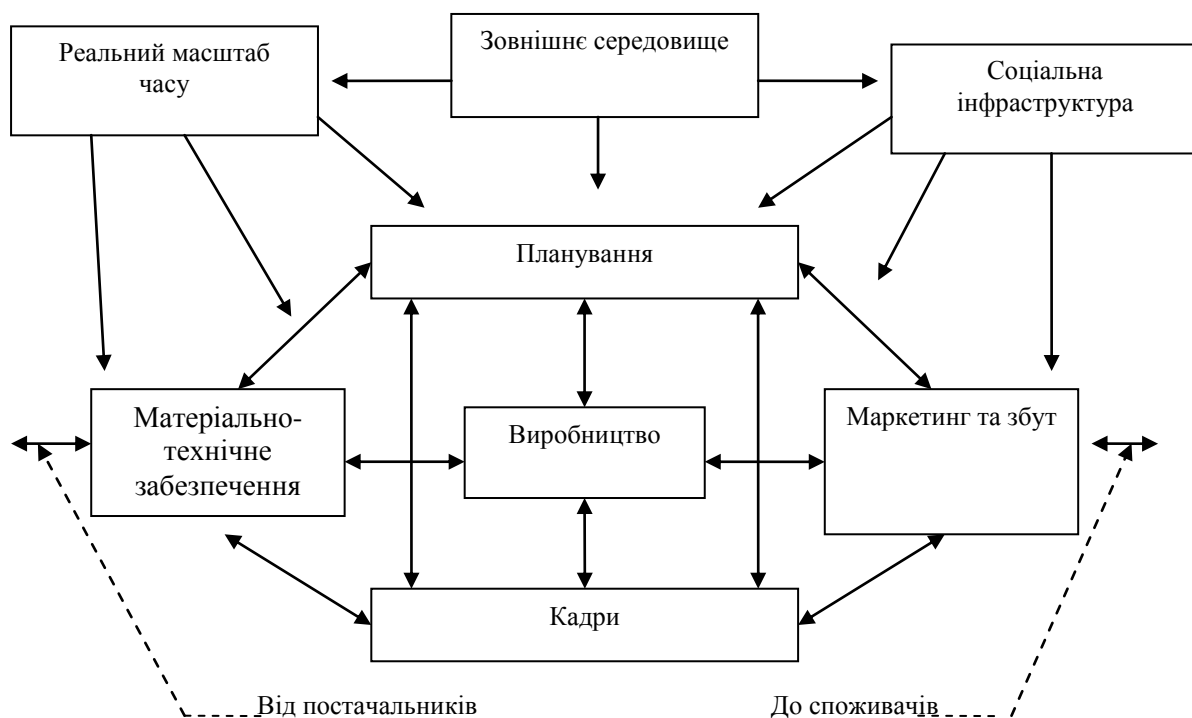 Реальний масштаб
часу
Зовнішнє середовище
Соціальна
інфраструктура
Планування
Матеріально-
технічне
забезпечення
Виробництво
Маркетинг та збут
Кадри
Від постачальників
До споживачів